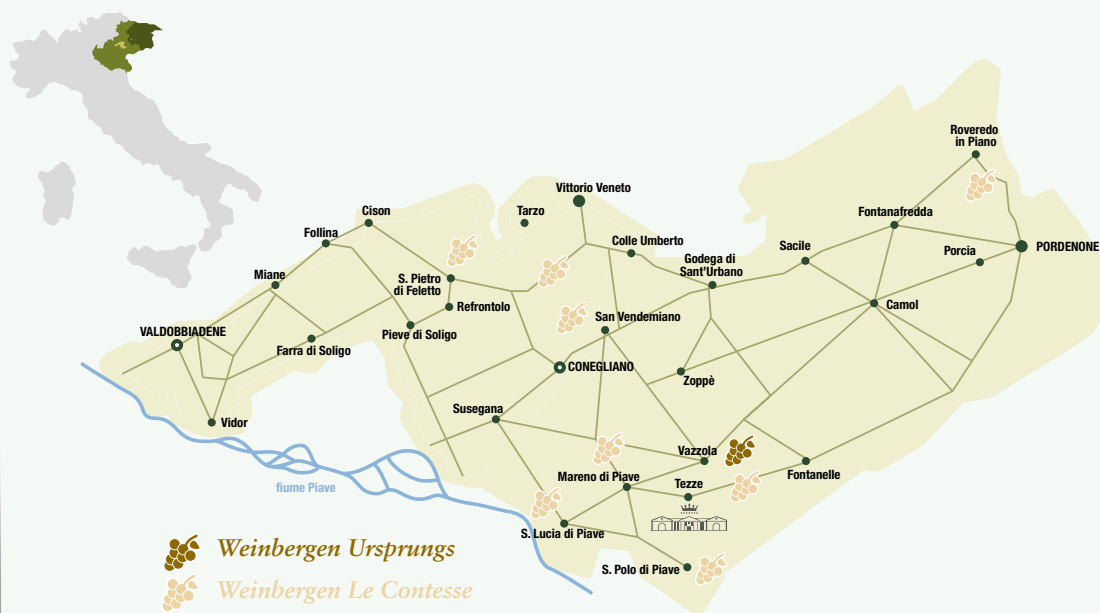 Roveredo
in Piano
Vittorio Veneto
Cison
Tarzo
Fontanafredda
Follina
Colle Umberto
Sacile
PORDENONE
Porcia
Godega di
Sant'Urbano
Miane
S. Pietro
di Feletto
Refrontolo
Camol
San Vendemiano
VALDOBBIADENE
Pieve di Soligo
Farra di Soligo
CONEGLIANO
Zoppè
Susegana
Vidor
Vazzola
Mareno di Piave
Tezze
Fontanelle
fiume Piave
S. Lucia di Piave
S. Polo di Piave
Weinbergen Ursprungs
Weinbergen Le Contesse